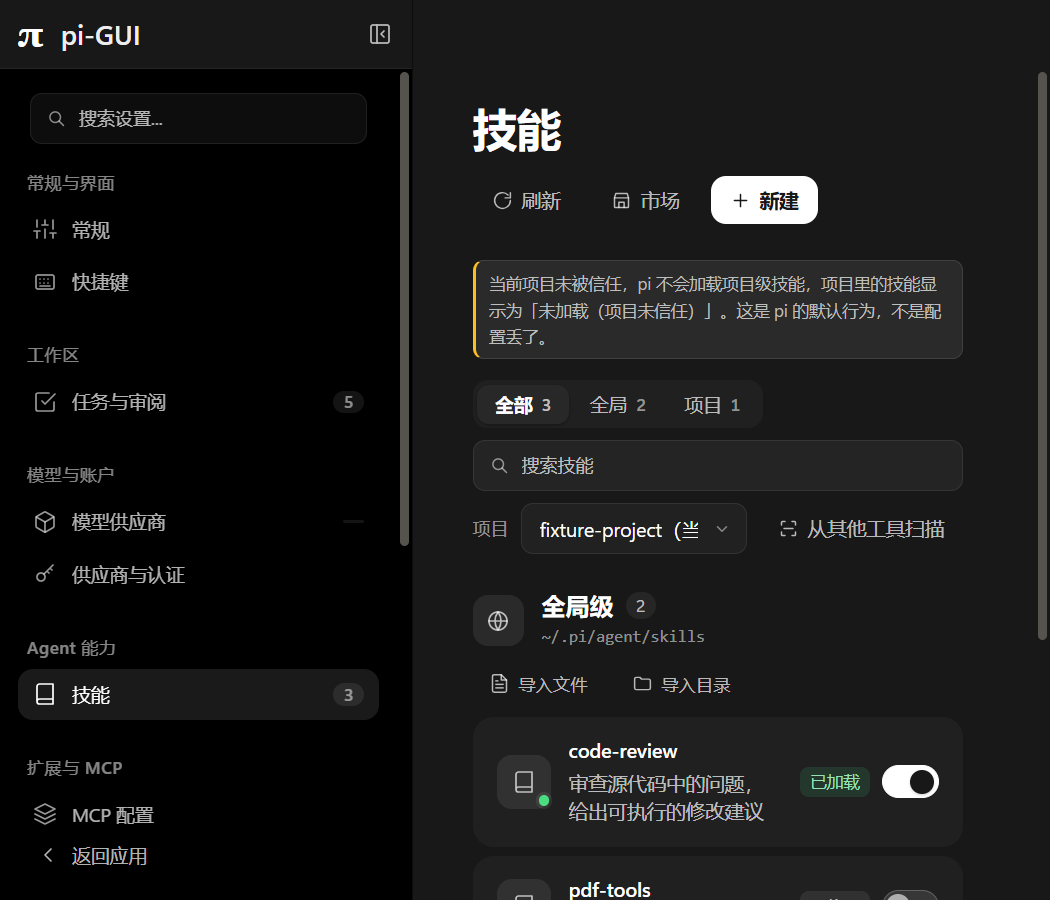 π pi-GUI
搜索设置...
常规与界面
常规
快捷键
工作区
任务与审阅 5
模型与账户
模型供应商
供应商与认证
Agent 能力
技能 3
扩展与 MCP
MCP 配置
返回应用
技能
刷新 市场 + 新建
当前项目未被信任，pi 不会加载项目级技能，项目里的技能显
示为「未加载（项目未信任）」。这是 pi 的默认行为，不是配
置丢了。
全部 3 全局 2 项目 1
搜索技能
项目 fixture-project（当 从其他工具扫描
全局级 2
~/.pi/agent/skills
导入文件 导入目录
code-review
审查源代码中的问题，
给出可执行的修改建议
已加载
pdf-tools